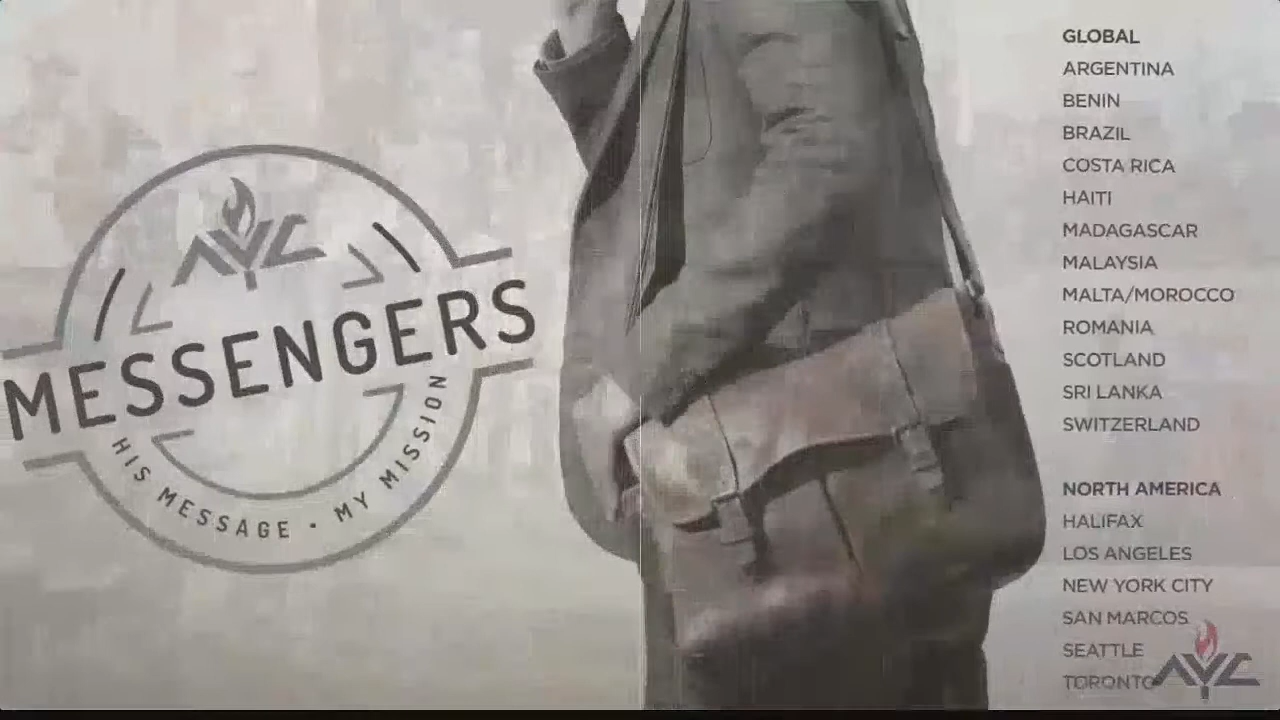 AYC
MESSENGERS
HIS MESSAGE • MY MISSION
GLOBAL
ARGENTINA
BENIN
BRAZIL
COSTA RICA
HAITI
MADAGASCAR
MALAYSIA
MALTA/MOROCCO
ROMANIA
SCOTLAND
SRI LANKA
SWITZERLAND
NORTH AMERICA
HALIFAX
LOS ANGELES
NEW YORK CITY
SAN MARCOS
SEATTLE
TORONTO
AYC